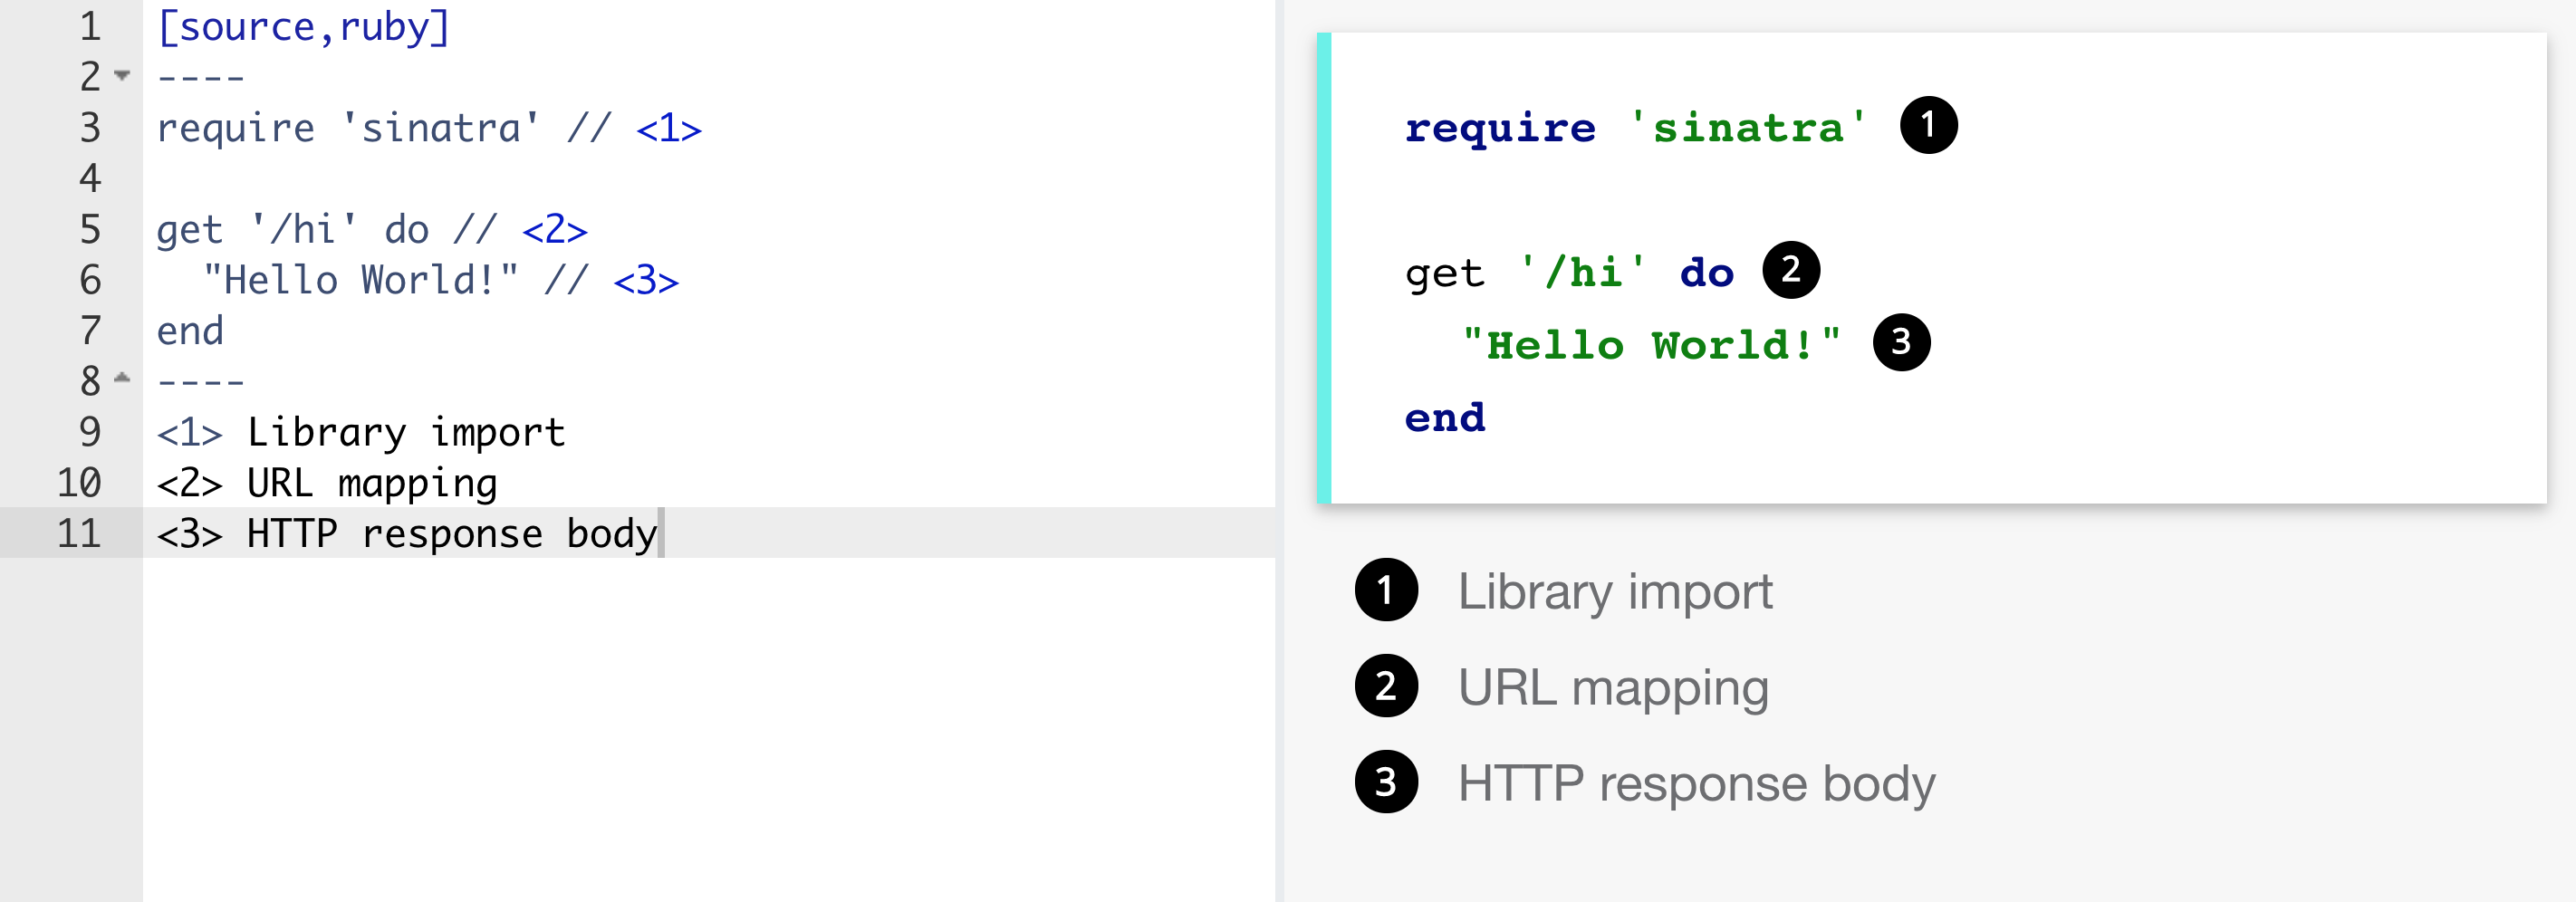 1 [source,ruby]
2 ----
3 require 'sinatra' // <1>
4
5 get '/hi' do // <2>
6   "Hello World!" // <3>
7 end
8 ----
9 <1> Library import
10 <2> URL mapping
11 <3> HTTP response body
require 'sinatra' 1
get '/hi' do 2
  "Hello World!" 3
end
1 Library import
2 URL mapping
3 HTTP response body